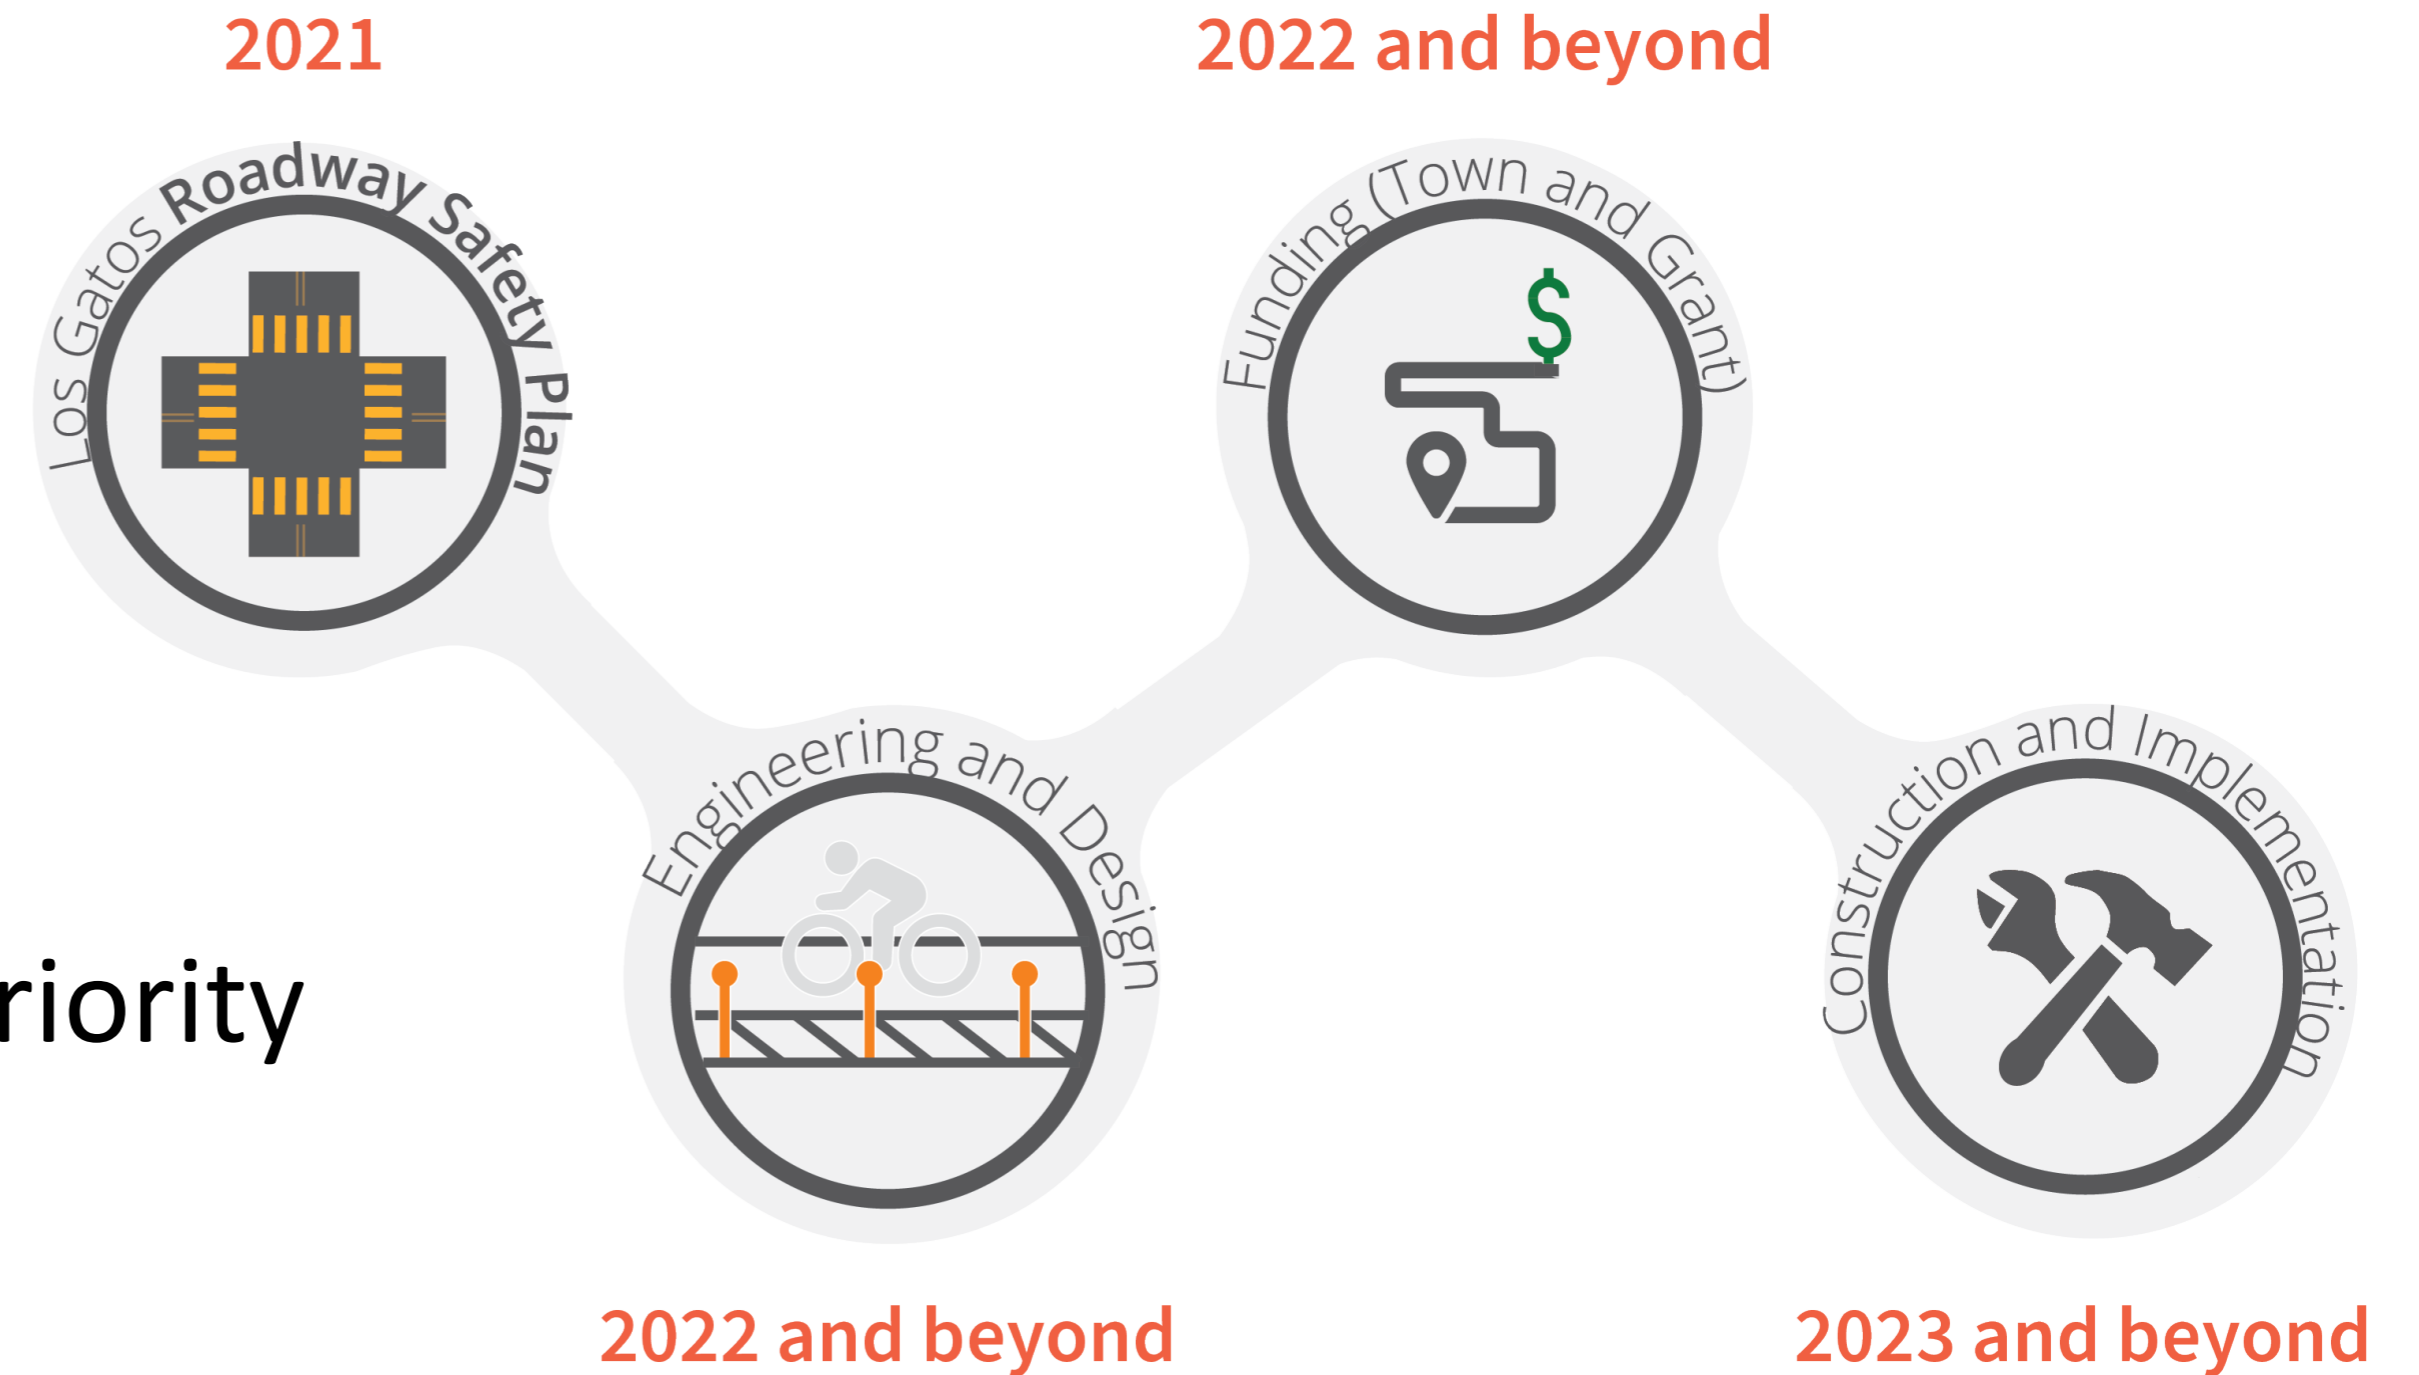 2021
2022 and beyond
Los Gatos Roadway Safety Plan
Funding (Town and Grant)
Engineering and Design
Construction and Implementation
riority
2022 and beyond
2023 and beyond